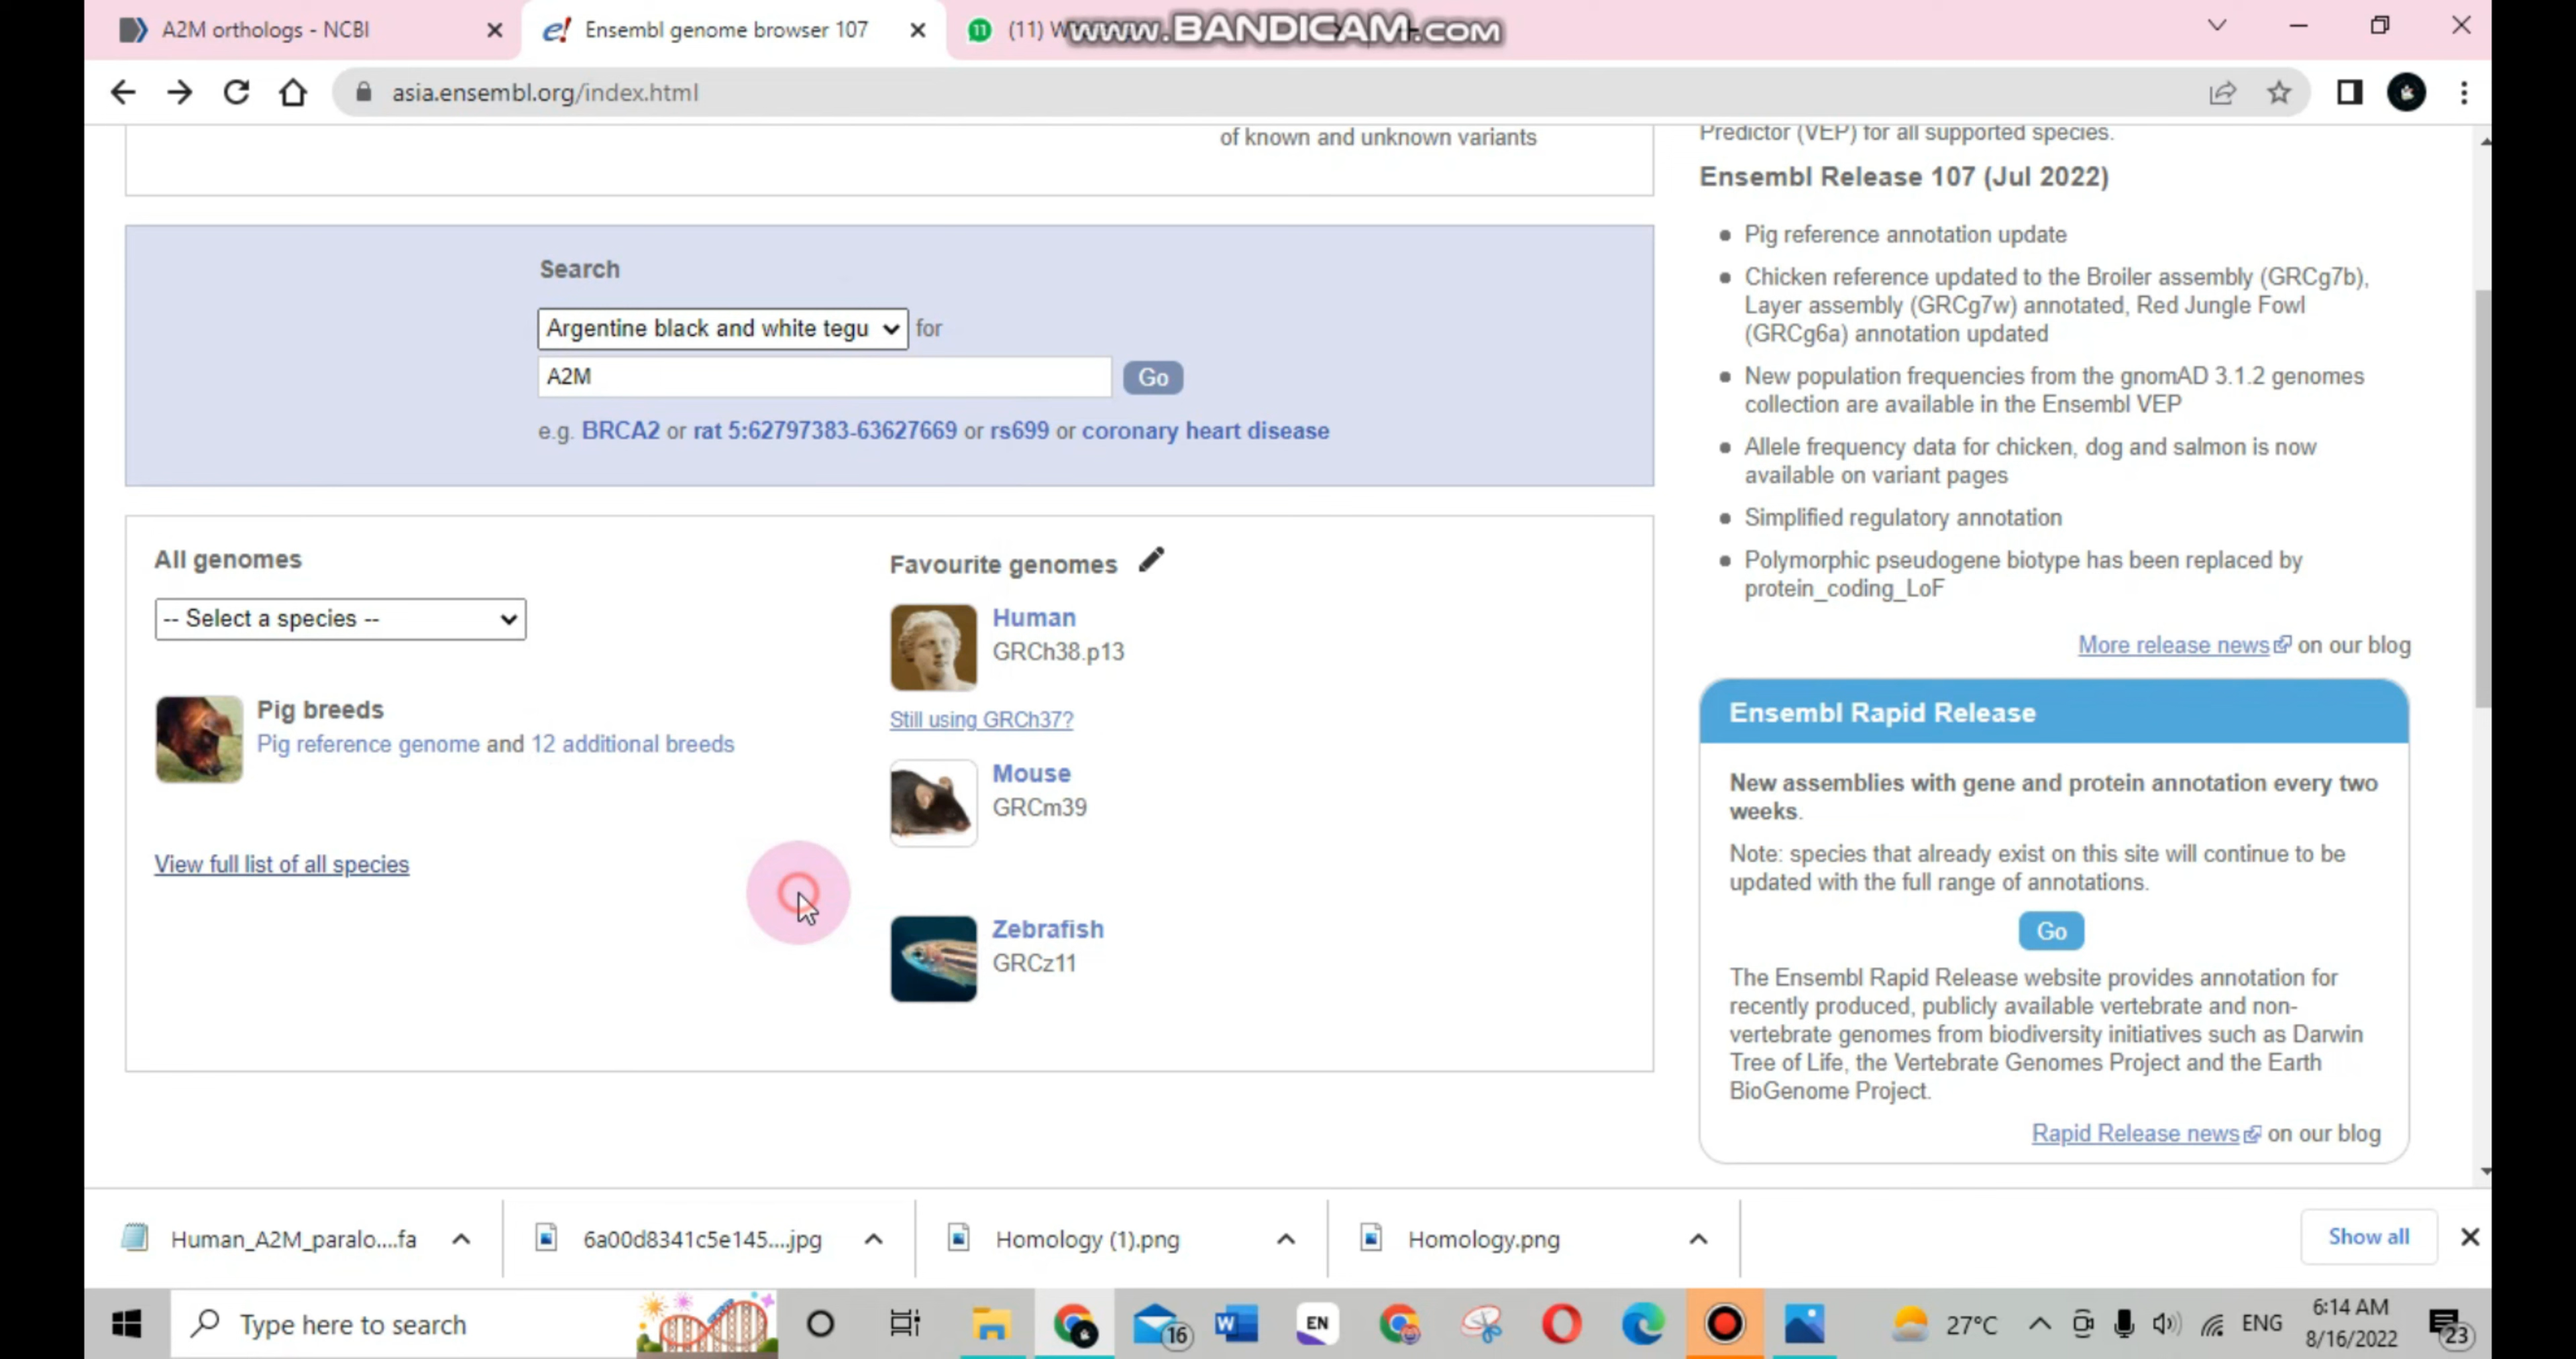 A2M orthologs - NCBI
Ensembl genome browser 107
(11) W
www.BANDICAM.com
asia.ensembl.org/index.html
of known and unknown variants
Search
Argentine black and white tegu for
A2M
Go
e.g. BRCA2 or rat 5:62797383-63627669 or rs699 or coronary heart disease
All genomes
-- Select a species --
Pig breeds
Pig reference genome and 12 additional breeds
View full list of all species
Favourite genomes
Human
GRCh38.p13
Still using GRCh37?
Mouse
GRCm39
Zebrafish
GRCz11
Predictor (VEP) for all supported species.
Ensembl Release 107 (Jul 2022)
Pig reference annotation update
Chicken reference updated to the Broiler assembly (GRCg7b),
Layer assembly (GRCg7w) annotated, Red Jungle Fowl
(GRCg6a) annotation updated
New population frequencies from the gnomAD 3.1.2 genomes
collection are available in the Ensembl VEP
Allele frequency data for chicken, dog and salmon is now
available on variant pages
Simplified regulatory annotation
Polymorphic pseudogene biotype has been replaced by
protein_coding_LoF
More release news on our blog
Ensembl Rapid Release
New assemblies with gene and protein annotation every two
weeks.
Note: species that already exist on this site will continue to be
updated with the full range of annotations.
Go
The Ensembl Rapid Release website provides annotation for
recently produced, publicly available vertebrate and non-
vertebrate genomes from biodiversity initiatives such as Darwin
Tree of Life, the Vertebrate Genomes Project and the Earth
BioGenome Project.
Rapid Release news on our blog
Human_A2M_paralo....fa
6a00d8341c5e145....jpg
Homology (1).png
Homology.png
Show all
Type here to search
16
EN
27°C
ENG
6:14 AM
8/16/2022
23